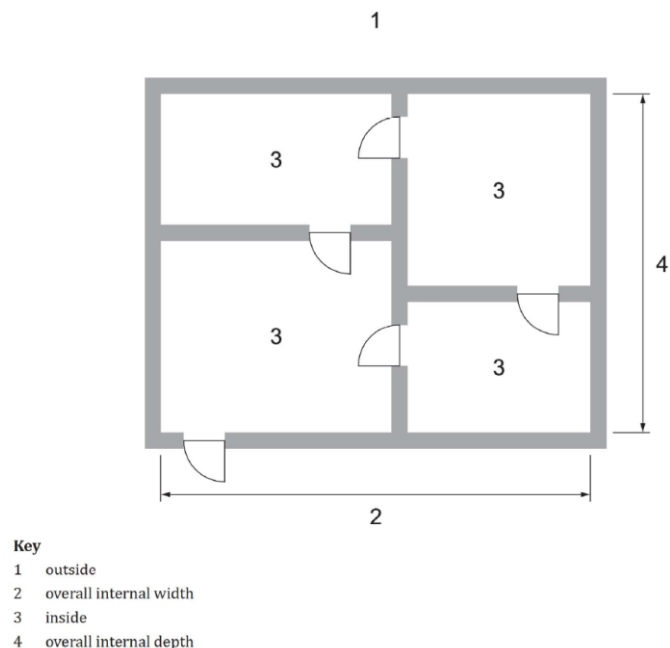 1
3
3
4
3
3
2
Key
1 outside
2 overall internal width
3 inside
4 overall internal depth